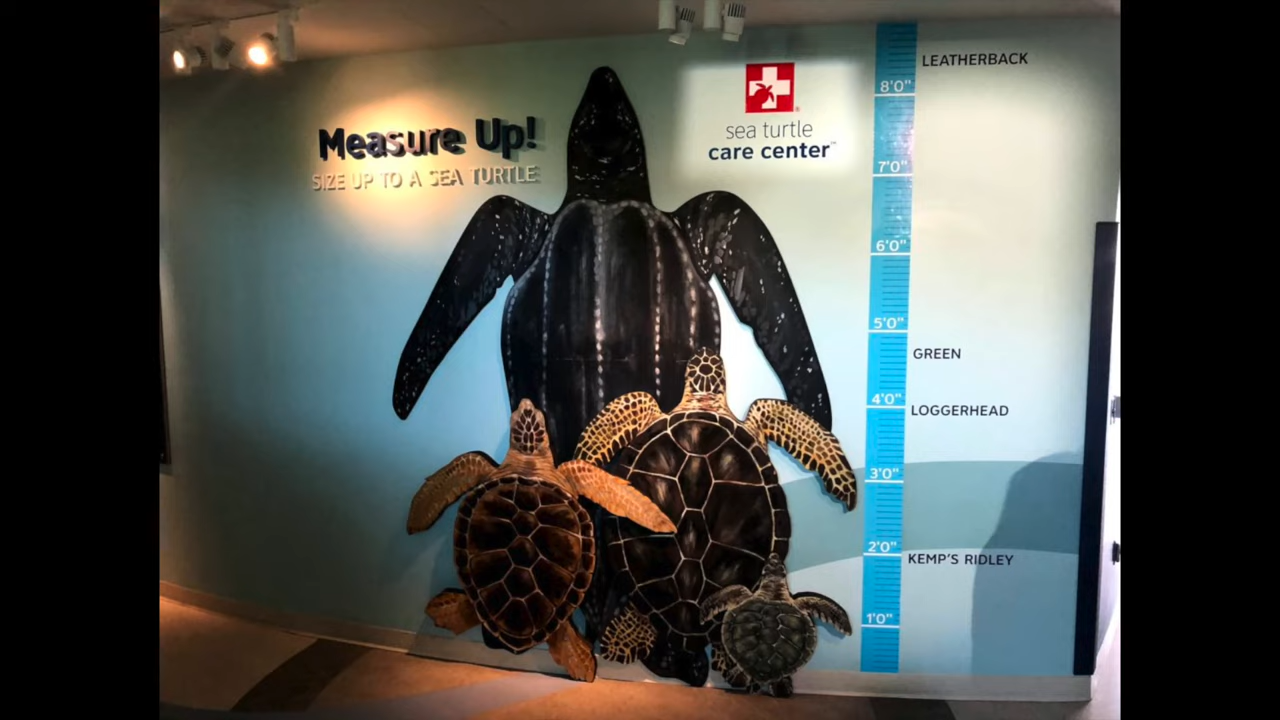 Measure Up!
SIZE UP TO A SEA TURTLE
sea turtle
care center™
LEATHERBACK
8'0"
7'0"
6'0"
5'0"
GREEN
4'0"
LOGGERHEAD
3'0"
2'0"
KEMP'S RIDLEY
1'0"